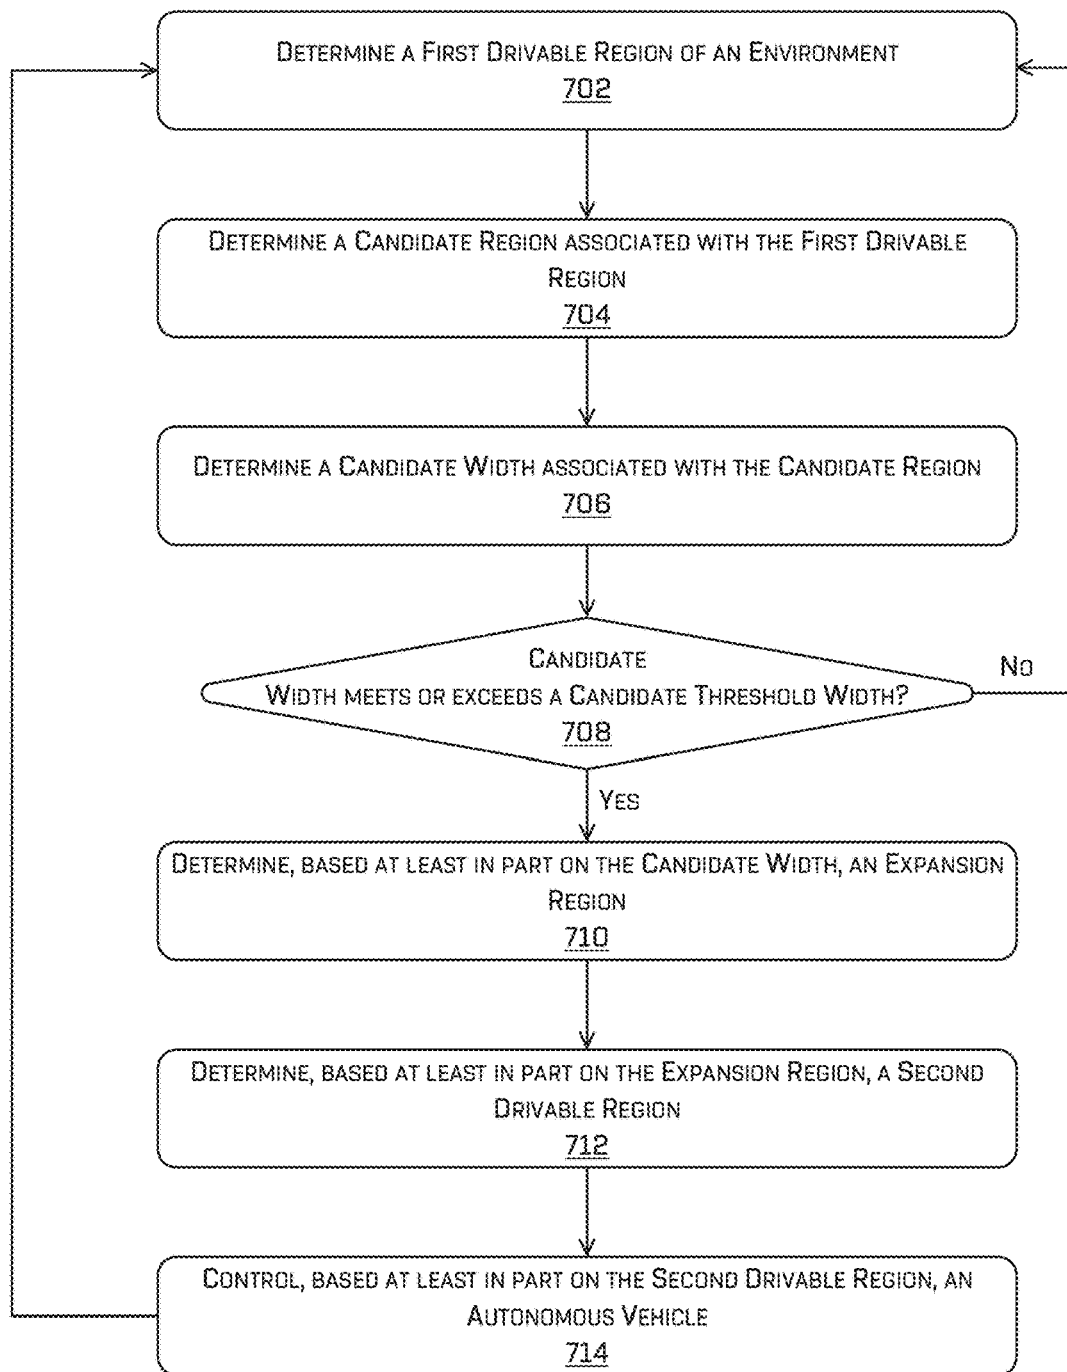 Determine a First Drivable Region of an Environment
702
Determine a Candidate Region associated with the First Drivable
Region
704
Determine a Candidate Width associated with the Candidate Region
706
Candidate
Width meets or exceeds a Candidate Threshold Width?
708
No
Yes
Determine, based at least in part on the Candidate Width, an Expansion
Region
710
Determine, based at least in part on the Expansion Region, a Second
Drivable Region
712
Control, based at least in part on the Second Drivable Region, an
Autonomous Vehicle
714